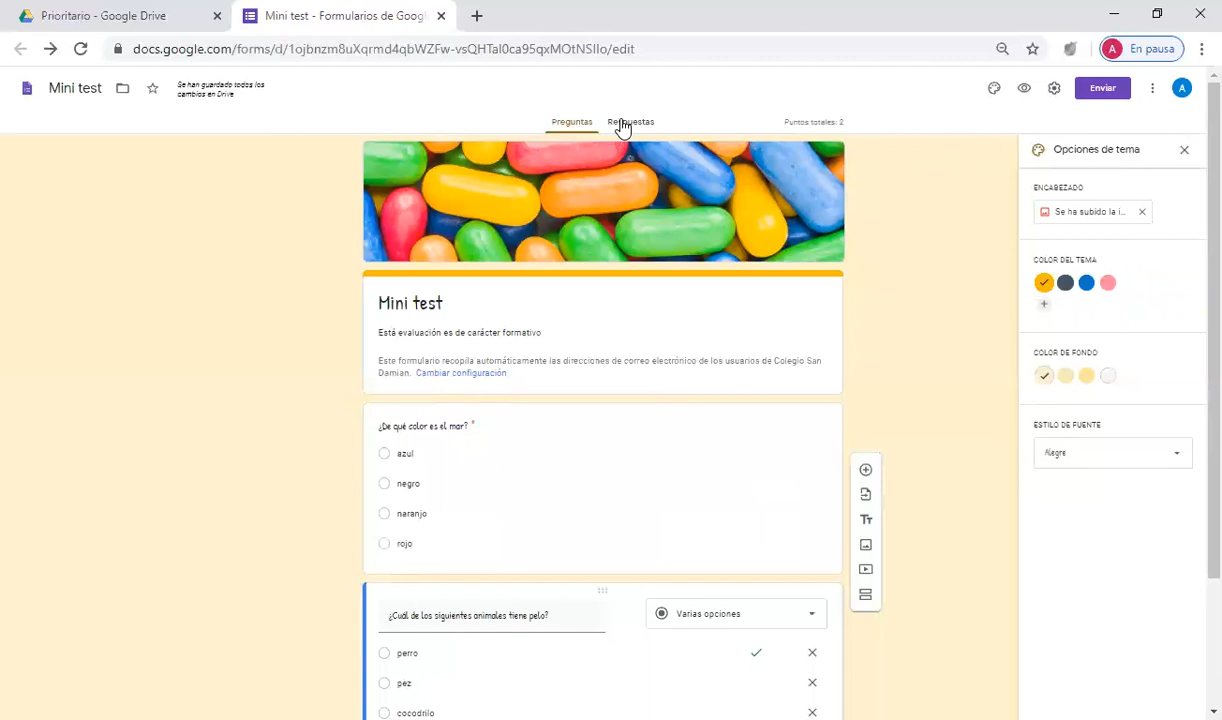 Prioritario - Google Drive
Mini test - Formularios de Goog
docs.google.com/forms/d/1ojbnzm8uXqrmd4qbWZFw-vsQHTal0ca95qxMOtNSIlo/edit
A En pausa
Mini test
Se han guardado todos los
cambios en Drive
Enviar
A
Preguntas
Respuestas
Puntos totales: 2
Opciones de tema
ENCABEZADO
Se ha subido la i...
COLOR DEL TEMA
COLOR DE FONDO
ESTILO DE FUENTE
Alegre
Mini test
Está evaluación es de carácter formativo
Este formulario recopila automáticamente las direcciones de correo electrónico de los usuarios de Colegio San
Damian. Cambiar configuración
¿De qué color es el mar? *
azul
negro
naranjo
rojo
Tт
¿Cuál de los siguientes animales tiene pelo?
Varias opciones
perro
pez
cocodrilo